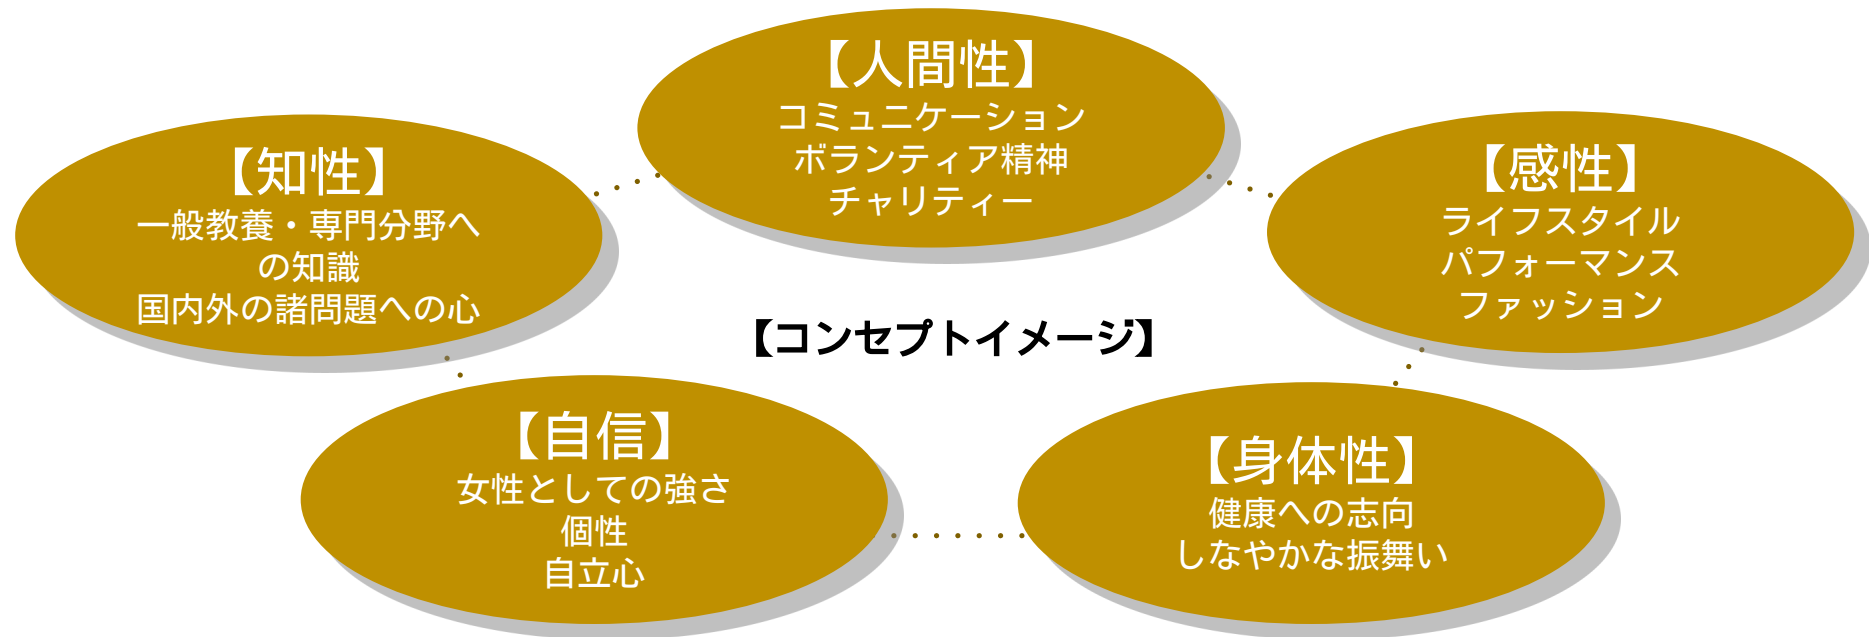 【人間性】
コミュニケーション
ボランティア精神
チャリティー
【知性】
一般教養・専門分野へ
の知識
国内外の諸問題への心
【感性】
ライフスタイル
パフォーマンス
ファッション
【コンセプトイメージ】
【自信】
女性としての強さ
個性
自立心
【身体性】
健康への志向
しなやかな振舞い